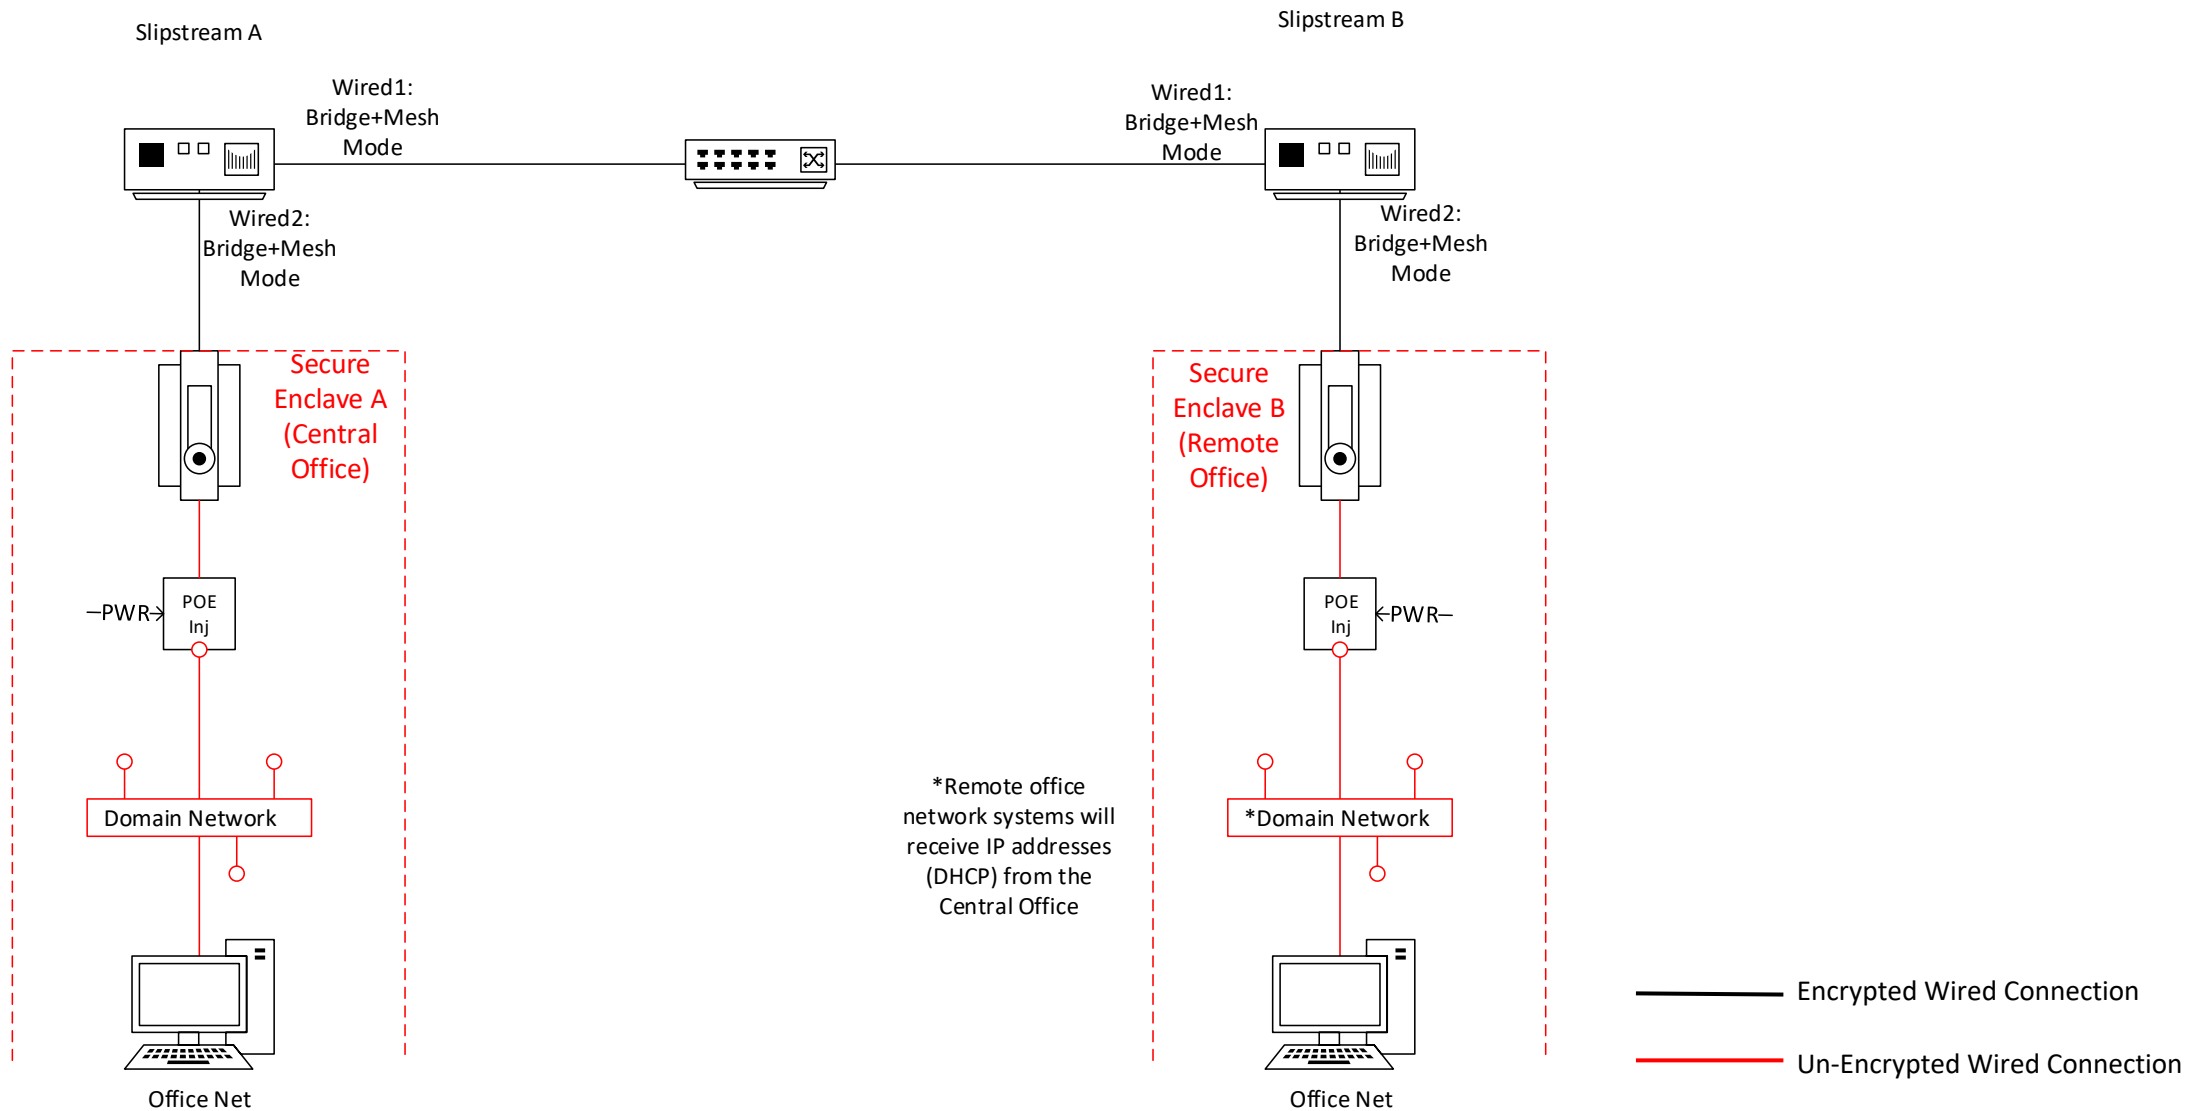 Slipstream A
Slipstream B
Wired1:
Bridge+Mesh
Mode
Wired1:
Bridge+Mesh
Mode
Wired2:
Bridge+Mesh
Mode
Wired2:
Bridge+Mesh
Mode
Secure
Enclave A
(Central
Office)
Secure
Enclave B
(Remote
Office)
PWR
POE
Inj
POE
Inj
PWR
Domain Network
*Remote office
network systems will
receive IP addresses
(DHCP) from the
Central Office
*Domain Network
Encrypted Wired Connection
Un-Encrypted Wired Connection
Office Net
Office Net